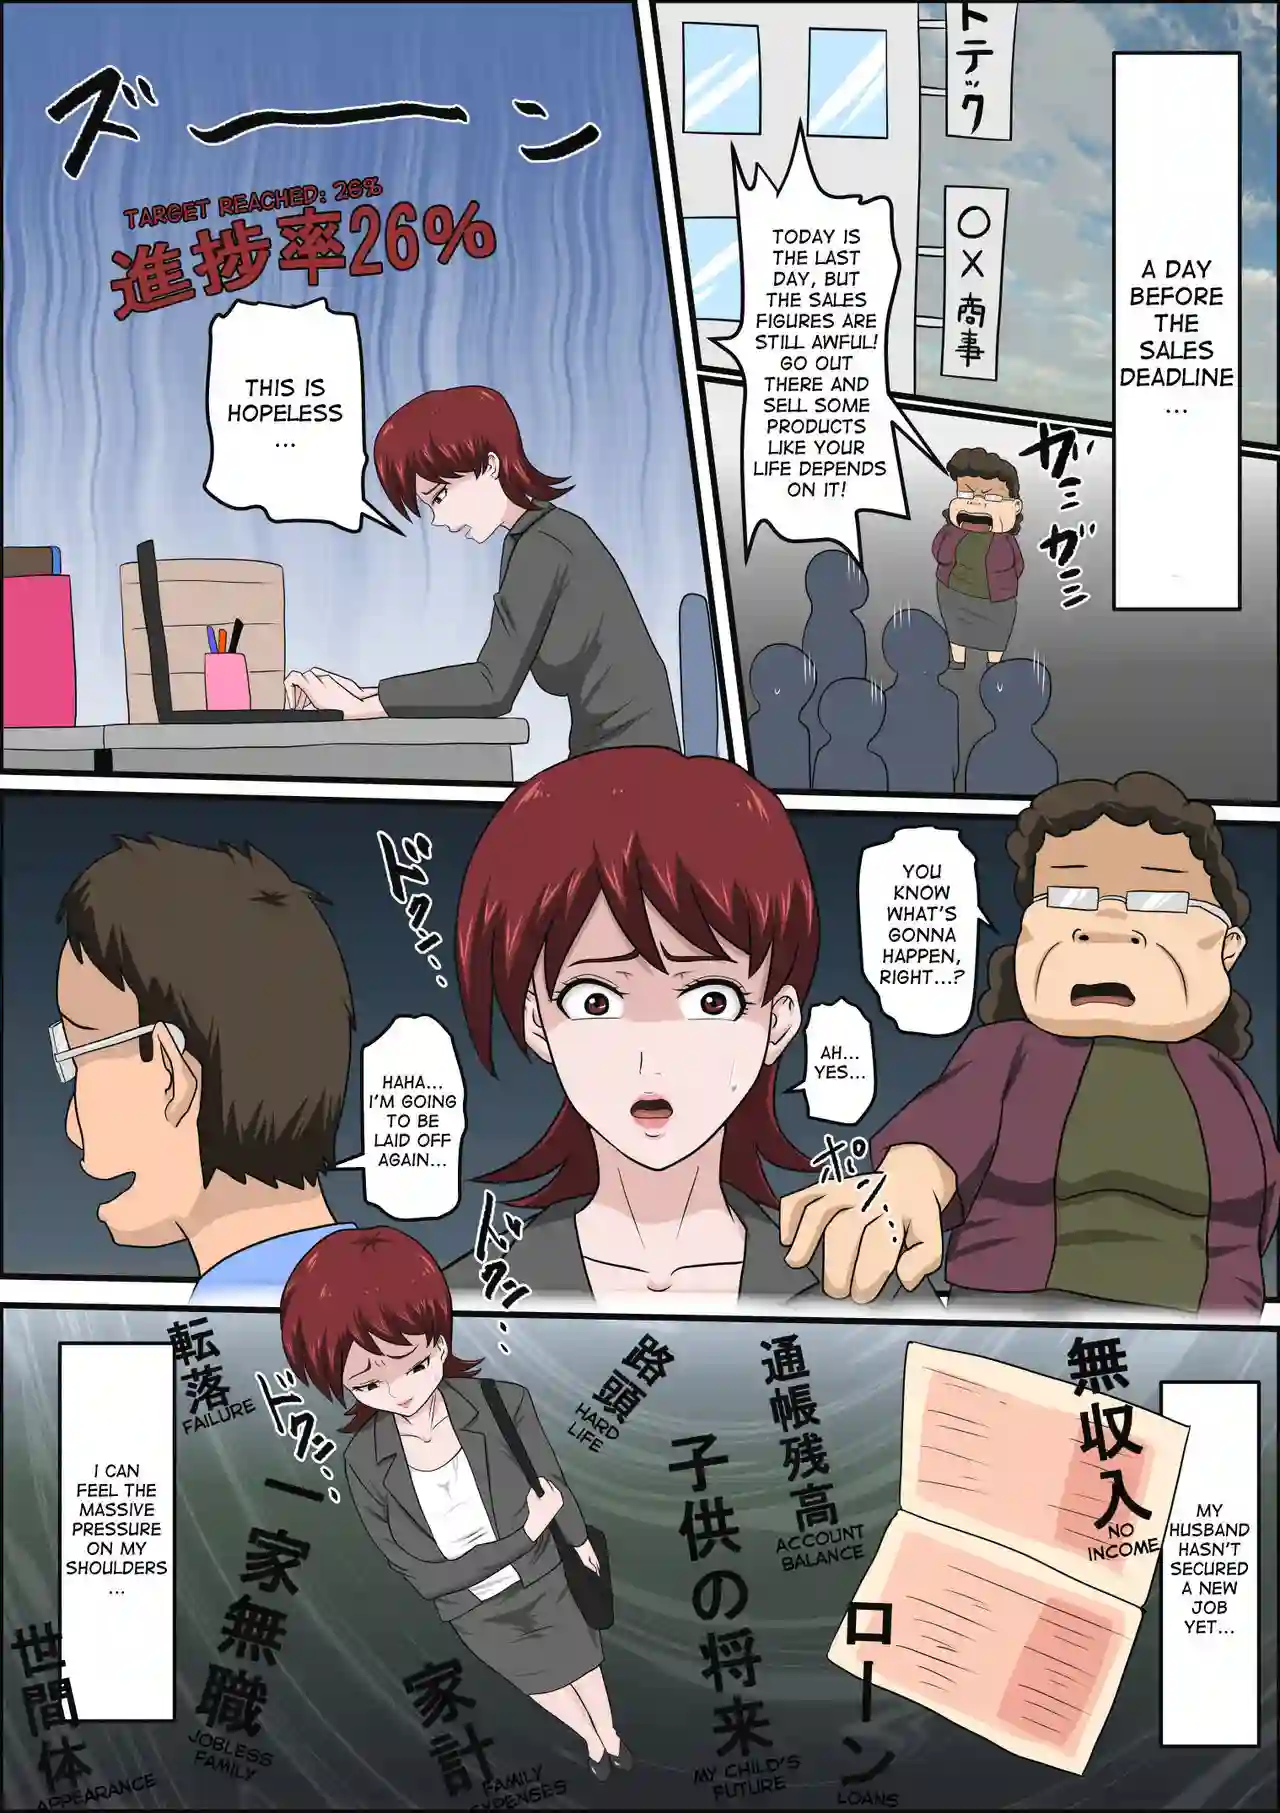 トテック
〇×商事
A DAY
BEFORE
THE
SALES
DEADLINE
...
TODAY IS
THE LAST
DAY, BUT
THE SALES
FIGURES ARE
STILL AWFUL!
GO OUT
THERE AND
SELL SOME
PRODUCTS
LIKE YOUR
LIFE DEPENDS
ON IT!
ガミ
ガミ
ズーン
TARGET REACHED: 26%
進捗率26%
THIS IS
HOPELESS
...
YOU
KNOW
WHAT'S
GONNA
HAPPEN,
RIGHT...?
AH...
YES...
ポン...
ドクン...
HAHA...
I'M GOING
TO BE
LAID OFF
AGAIN...
ドクン...
MY
HUSBAND
HASN'T
SECURED
A NEW
JOB
YET...
無収入
NO
INCOME
ローン
LOANS
通帳残高
ACCOUNT
BALANCE
子供の将来
MY CHILD'S
FUTURE
路頭
HARD
LIFE
家計
FAMILY
EXPENSES
ドクン...
転落
FAILURE
一家無職
JOBLESS
FAMILY
世間体
APPEARANCE
I CAN
FEEL THE
MASSIVE
PRESSURE
ON MY
SHOULDERS
...